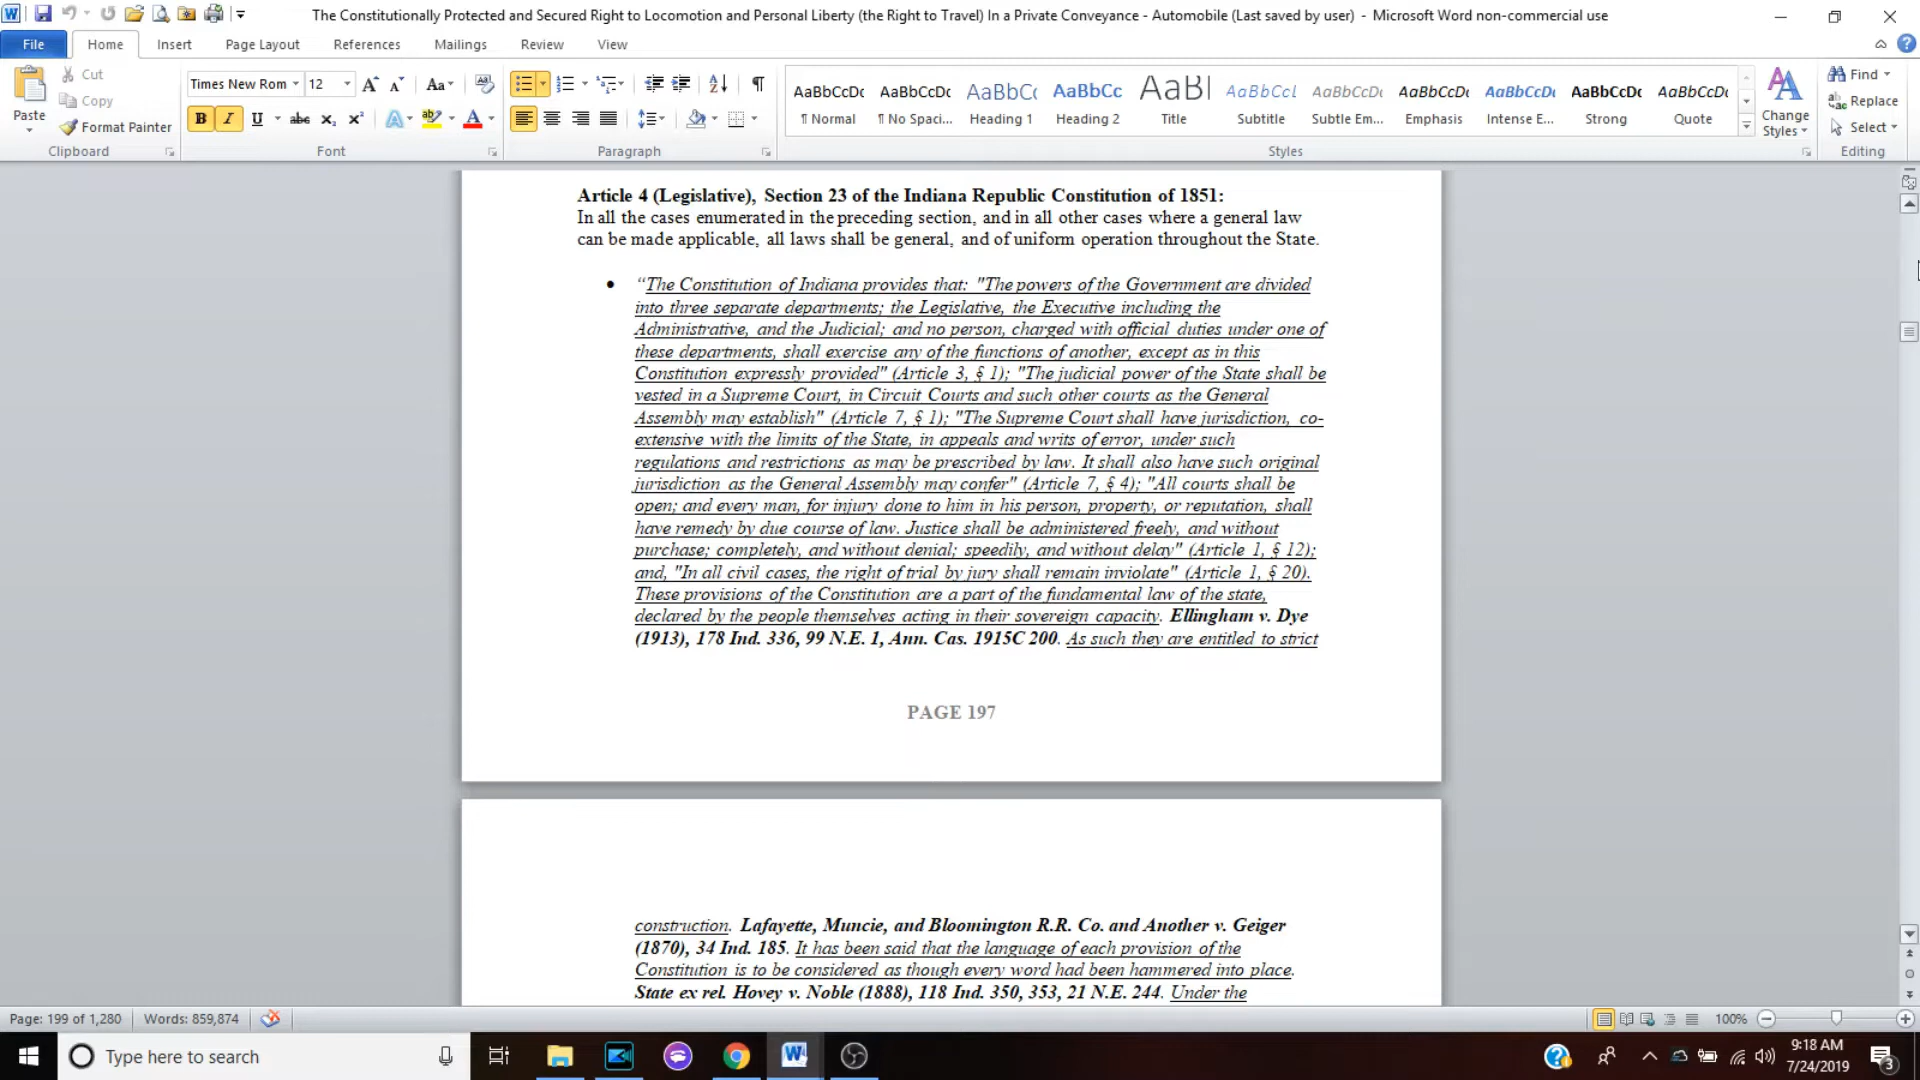 The Constitutionally Protected and Secured Right to Locomotion and Personal Liberty (the Right to Travel) In a Private Conveyance - Automobile (Last saved by user) - Microsoft Word non-commercial use
File Home Insert Page Layout References Mailings Review View
Paste
Cut
Copy
Format Painter
Clipboard
Times New Rom 12
Font
Paragraph
AaBbCcDc AaBbCcDc AaBbCc AaBbCc AaBl AaBbCcL AaBbCcDc AaBbCcDc AaBbCcDc AaBbCcDc AaBbCcDc
¶ Normal ¶ No Spaci... Heading 1 Heading 2 Title Subtitle Subtle Em... Emphasis Intense E... Strong Quote
Styles
Change
Styles
Find
Replace
Select
Editing
Article 4 (Legislative), Section 23 of the Indiana Republic Constitution of 1851:
In all the cases enumerated in the preceding section, and in all other cases where a general law
can be made applicable, all laws shall be general, and of uniform operation throughout the State.
• “The Constitution of Indiana provides that: "The powers of the Government are divided
into three separate departments; the Legislative, the Executive including the
Administrative, and the Judicial; and no person, charged with official duties under one of
these departments, shall exercise any of the functions of another, except as in this
Constitution expressly provided" (Article 3, § 1); "The judicial power of the State shall be
vested in a Supreme Court, in Circuit Courts and such other courts as the General
Assembly may establish" (Article 7, § 1); "The Supreme Court shall have jurisdiction, co-
extensive with the limits of the State, in appeals and writs of error, under such
regulations and restrictions as may be prescribed by law. It shall also have such original
jurisdiction as the General Assembly may confer" (Article 7, § 4); "All courts shall be
open; and every man, for injury done to him in his person, property, or reputation, shall
have remedy by due course of law. Justice shall be administered freely, and without
purchase; completely, and without denial; speedily, and without delay" (Article 1, § 12);
and, "In all civil cases, the right of trial by jury shall remain inviolate" (Article 1, § 20).
These provisions of the Constitution are a part of the fundamental law of the state,
declared by the people themselves acting in their sovereign capacity. Ellingham v. Dye
(1913), 178 Ind. 336, 99 N.E. 1, Ann. Cas. 1915C 200. As such they are entitled to strict
PAGE 197
construction. Lafayette, Muncie, and Bloomington R.R. Co. and Another v. Geiger
(1870), 34 Ind. 185. It has been said that the language of each provision of the
Constitution is to be considered as though every word had been hammered into place.
State ex rel. Hovey v. Noble (1888), 118 Ind. 350, 353, 21 N.E. 244. Under the
Page: 199 of 1,280 Words: 859,874 100%
Type here to search
9:18 AM
7/24/2019
3